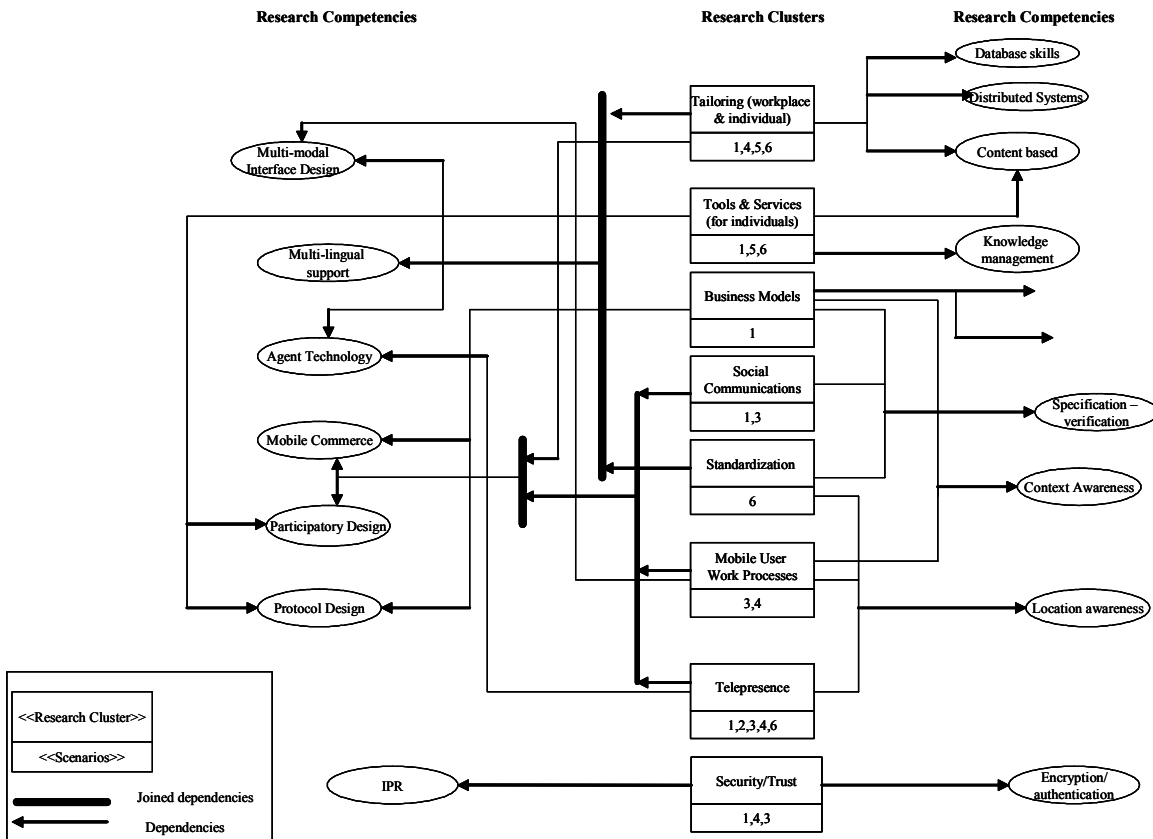 Research Competencies
Research Clusters
Research Competencies
Database skills
Tailoring (workplace
& individual)
1,4,5,6
Distributed Systems
Multi-modal
Interface Design
Content based
Tools & Services
(for individuals)
1,5,6
Multi-lingual
support
Knowledge
management
Business Models
1
Agent Technology
Social
Communications
1,3
Specification –
verification
Mobile Commerce
Standardization
6
Context Awareness
Participatory Design
Mobile User
Work Processes
3,4
Protocol Design
Location awareness
Telepresence
1,2,3,4,6
<<Research Cluster>>
<<Scenarios>>
Joined dependencies
Dependencies
IPR
Security/Trust
1,4,3
Encryption/
authentication